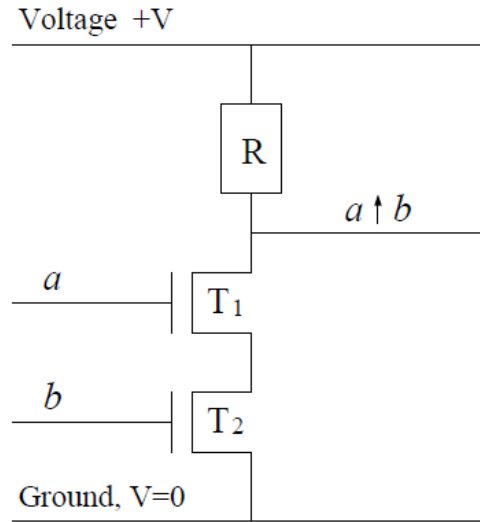 Voltage +V
R
a ↑ b
a
T1
b
T2
Ground, V=0